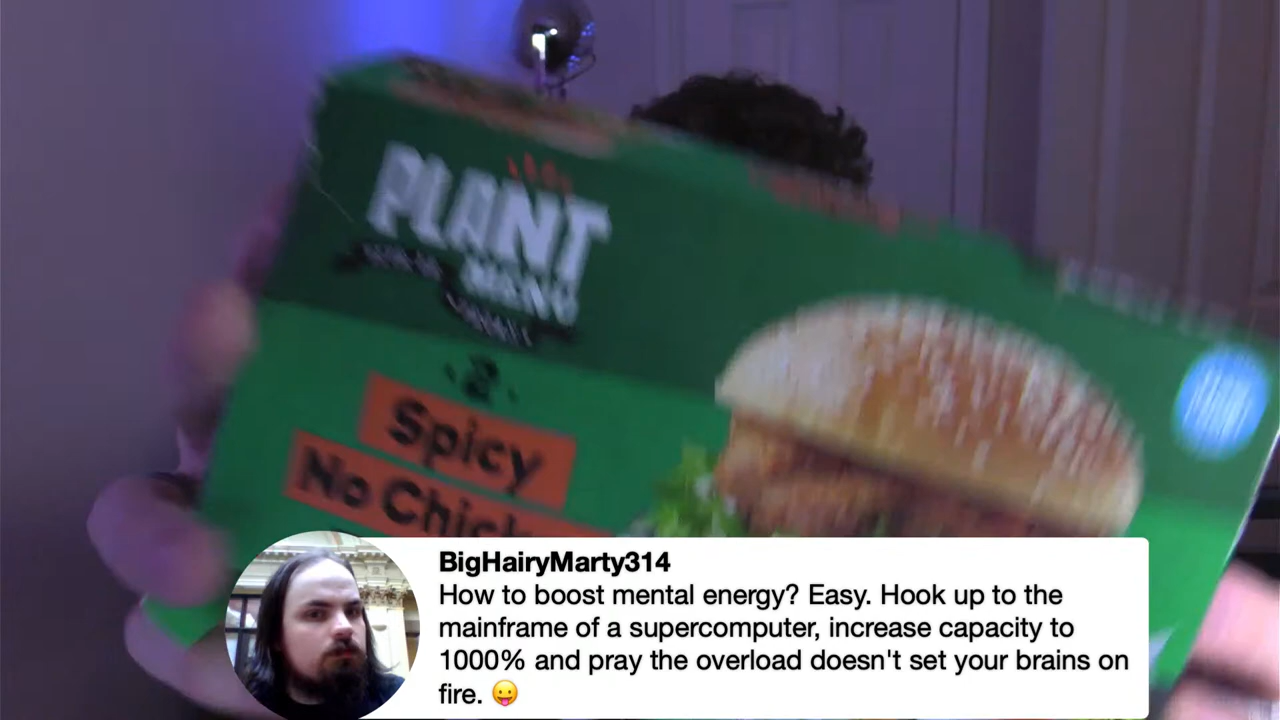 PLANT
MENU
Spicy
No Chick
BigHairyMarty314
How to boost mental energy? Easy. Hook up to the
mainframe of a supercomputer, increase capacity to
1000% and pray the overload doesn't set your brains on
fire. 😛